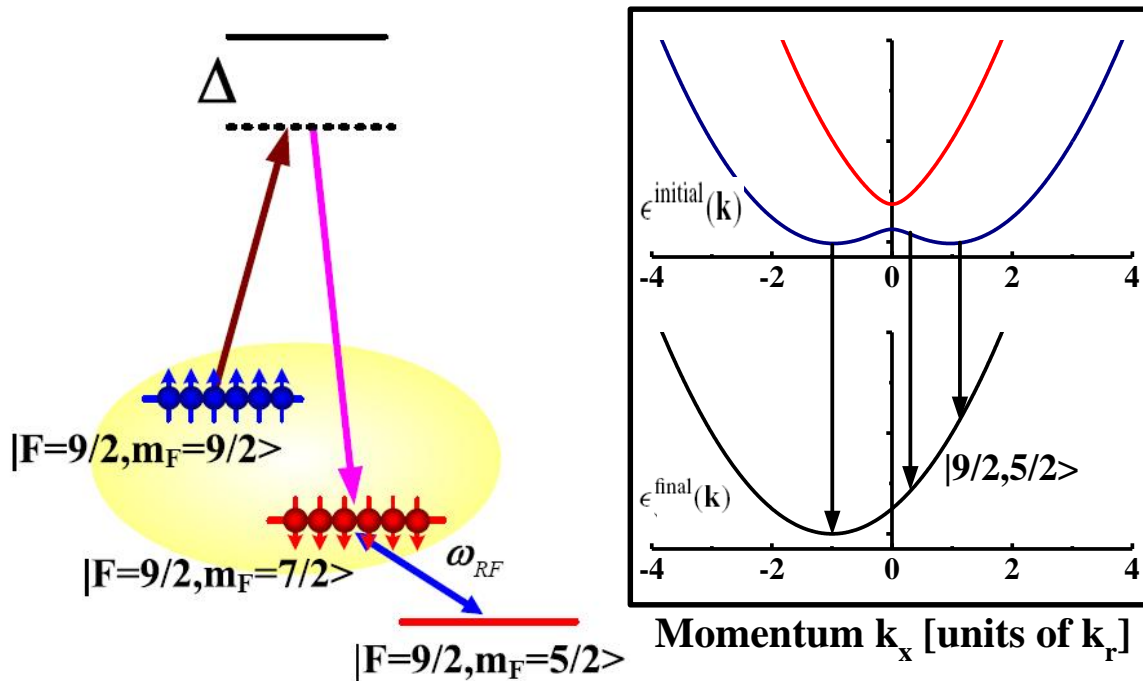 Δ
|F=9/2,m_F=9/2>
|F=9/2,m_F=7/2>
ω_RF
|F=9/2,m_F=5/2>
ϵ^initial(k)
-4 -2 0 2 4
|9/2,5/2>
ϵ^final(k)
-4 -2 0 2 4
Momentum k_x [units of k_r]